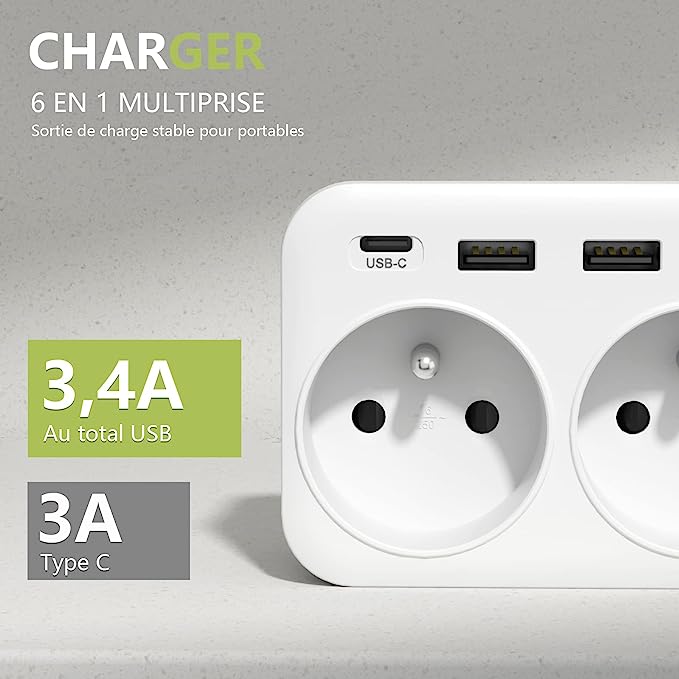 CHARGER
6 EN 1 MULTIPRISE
Sortie de charge stable pour portables
USB-C
3,4A
Au total USB
3A
Type C